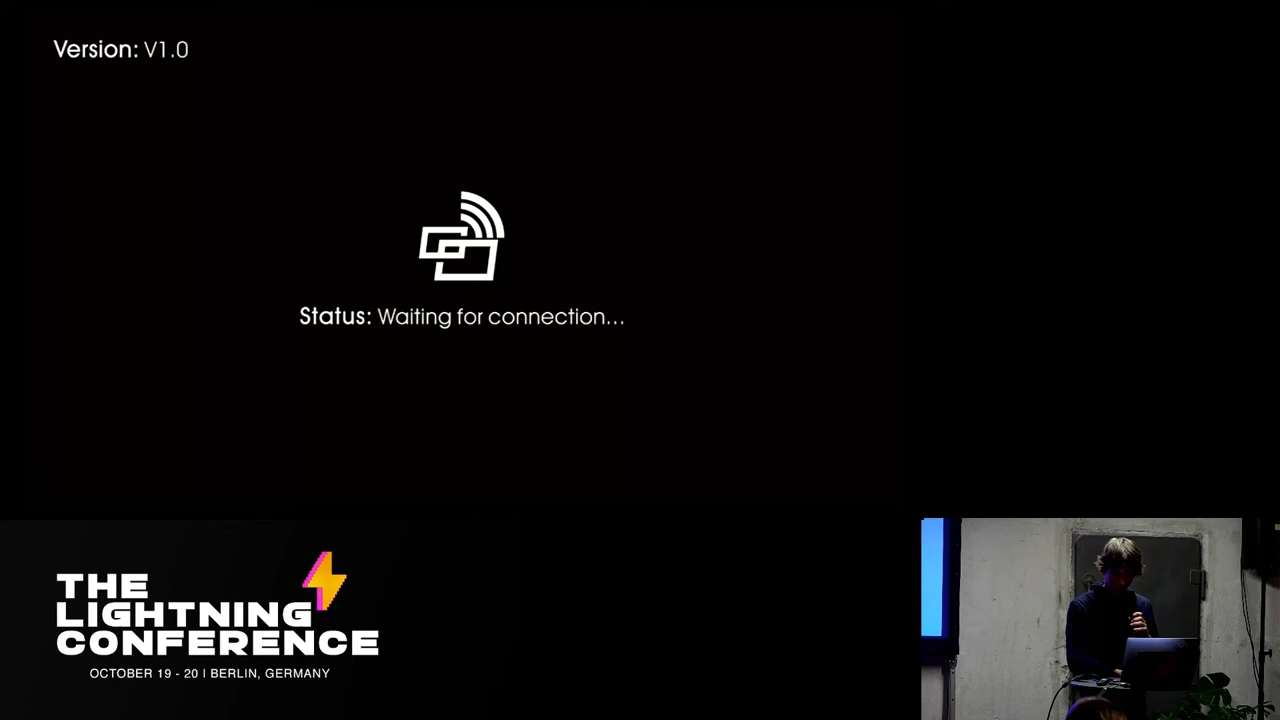 Version: V1.0
Status: Waiting for connection...
THE
LIGHTNING
CONFERENCE
OCTOBER 19 - 20 | BERLIN, GERMANY